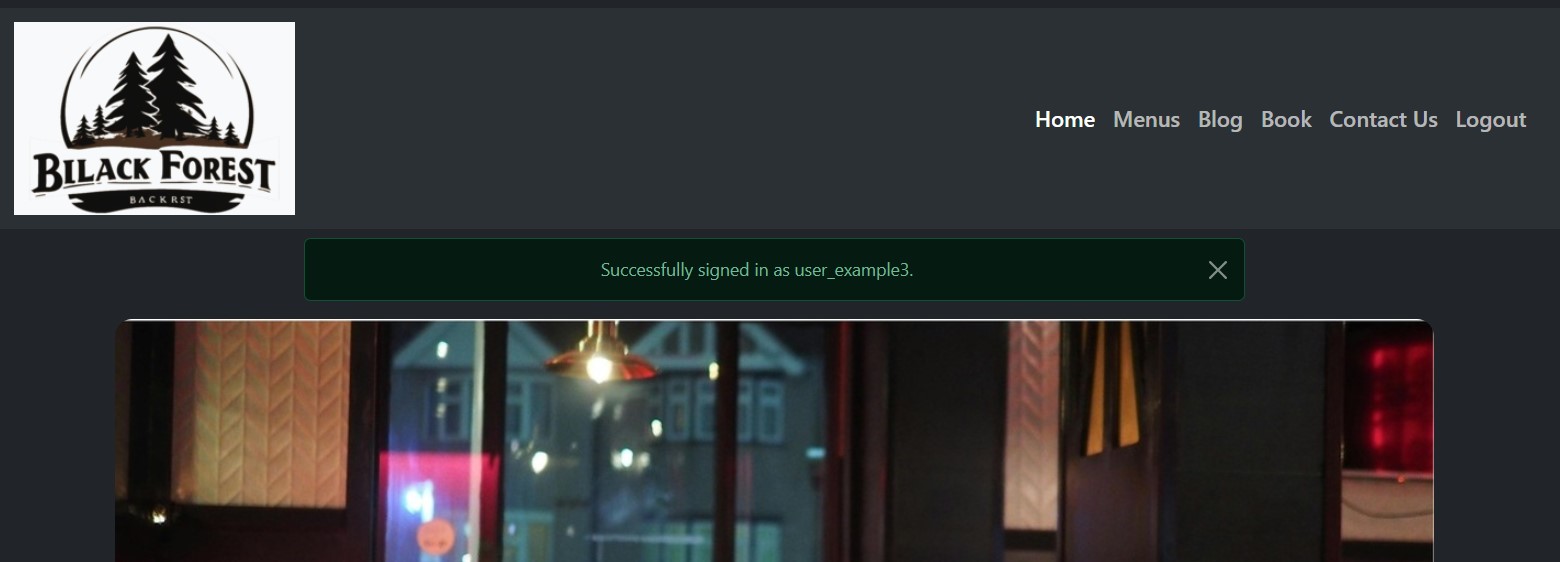 BILACK FOREST
BACKRST
Home Menus Blog Book Contact Us Logout
Successfully signed in as user_example3.